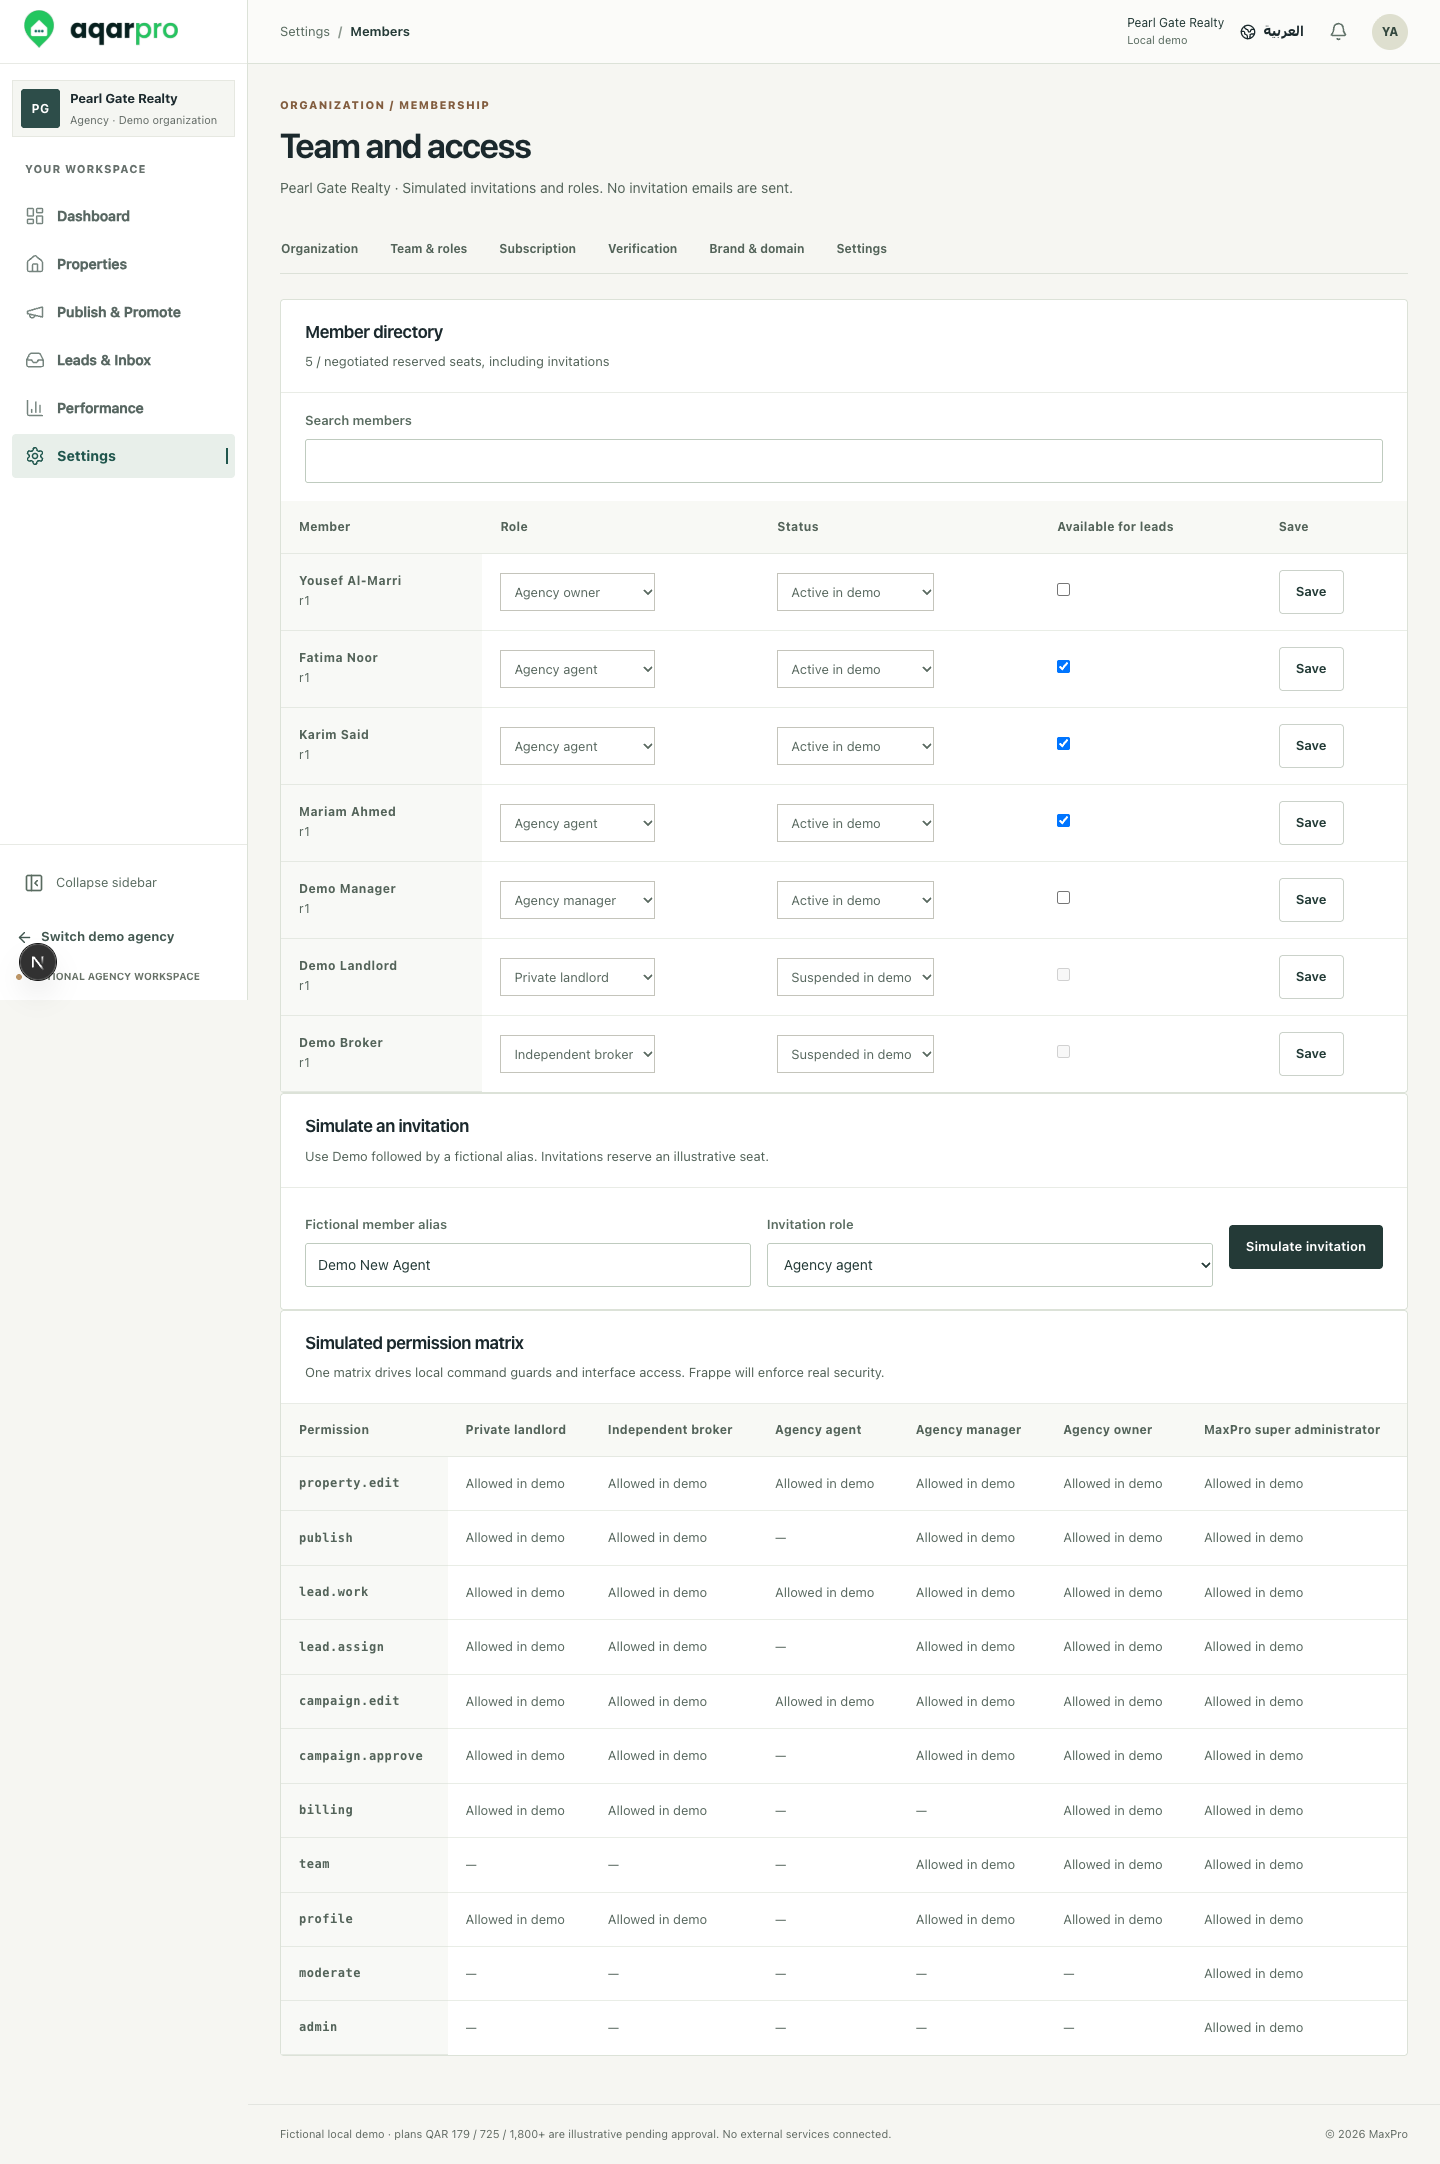 aqarpro
Settings / Members
Pearl Gate Realty
Local demo
العربية
YA
PG
Pearl Gate Realty
Agency · Demo organization
YOUR WORKSPACE
Dashboard
Properties
Publish & Promote
Leads & Inbox
Performance
Settings
Collapse sidebar
Switch demo agency
N
IONAL AGENCY WORKSPACE
ORGANIZATION / MEMBERSHIP
Team and access
Pearl Gate Realty · Simulated invitations and roles. No invitation emails are sent.
Organization Team & roles Subscription Verification Brand & domain Settings
Member directory
5 / negotiated reserved seats, including invitations
Search members
Member Role Status Available for leads Save
Yousef Al-Marri
r1
Agency owner Active in demo Save
Fatima Noor
r1
Agency agent Active in demo Save
Karim Said
r1
Agency agent Active in demo Save
Mariam Ahmed
r1
Agency agent Active in demo Save
Demo Manager
r1
Agency manager Active in demo Save
Demo Landlord
r1
Private landlord Suspended in demo Save
Demo Broker
r1
Independent broker Suspended in demo Save
Simulate an invitation
Use Demo followed by a fictional alias. Invitations reserve an illustrative seat.
Fictional member alias Invitation role
Demo New Agent Agency agent Simulate invitation
Simulated permission matrix
One matrix drives local command guards and interface access. Frappe will enforce real security.
Permission Private landlord Independent broker Agency agent Agency manager Agency owner MaxPro super administrator
property.edit Allowed in demo Allowed in demo Allowed in demo Allowed in demo Allowed in demo Allowed in demo
publish Allowed in demo Allowed in demo — Allowed in demo Allowed in demo Allowed in demo
lead.work Allowed in demo Allowed in demo Allowed in demo Allowed in demo Allowed in demo Allowed in demo
lead.assign Allowed in demo Allowed in demo — Allowed in demo Allowed in demo Allowed in demo
campaign.edit Allowed in demo Allowed in demo Allowed in demo Allowed in demo Allowed in demo Allowed in demo
campaign.approve Allowed in demo Allowed in demo — Allowed in demo Allowed in demo Allowed in demo
billing Allowed in demo Allowed in demo — — Allowed in demo Allowed in demo
team — — — Allowed in demo Allowed in demo Allowed in demo
profile Allowed in demo Allowed in demo — Allowed in demo Allowed in demo Allowed in demo
moderate — — — — — Allowed in demo
admin — — — — — Allowed in demo
Fictional local demo · plans QAR 179 / 725 / 1,800+ are illustrative pending approval. No external services connected.
© 2026 MaxPro